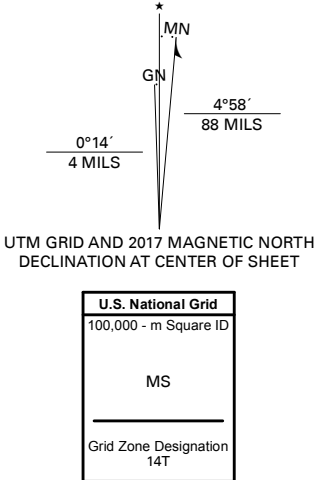 ★
MN
GN
4°58´
88 MILS
0°14´
4 MILS
UTM GRID AND 2017 MAGNETIC NORTH
DECLINATION AT CENTER OF SHEET
U.S. National Grid
100,000 - m Square ID
MS
Grid Zone Designation
14T